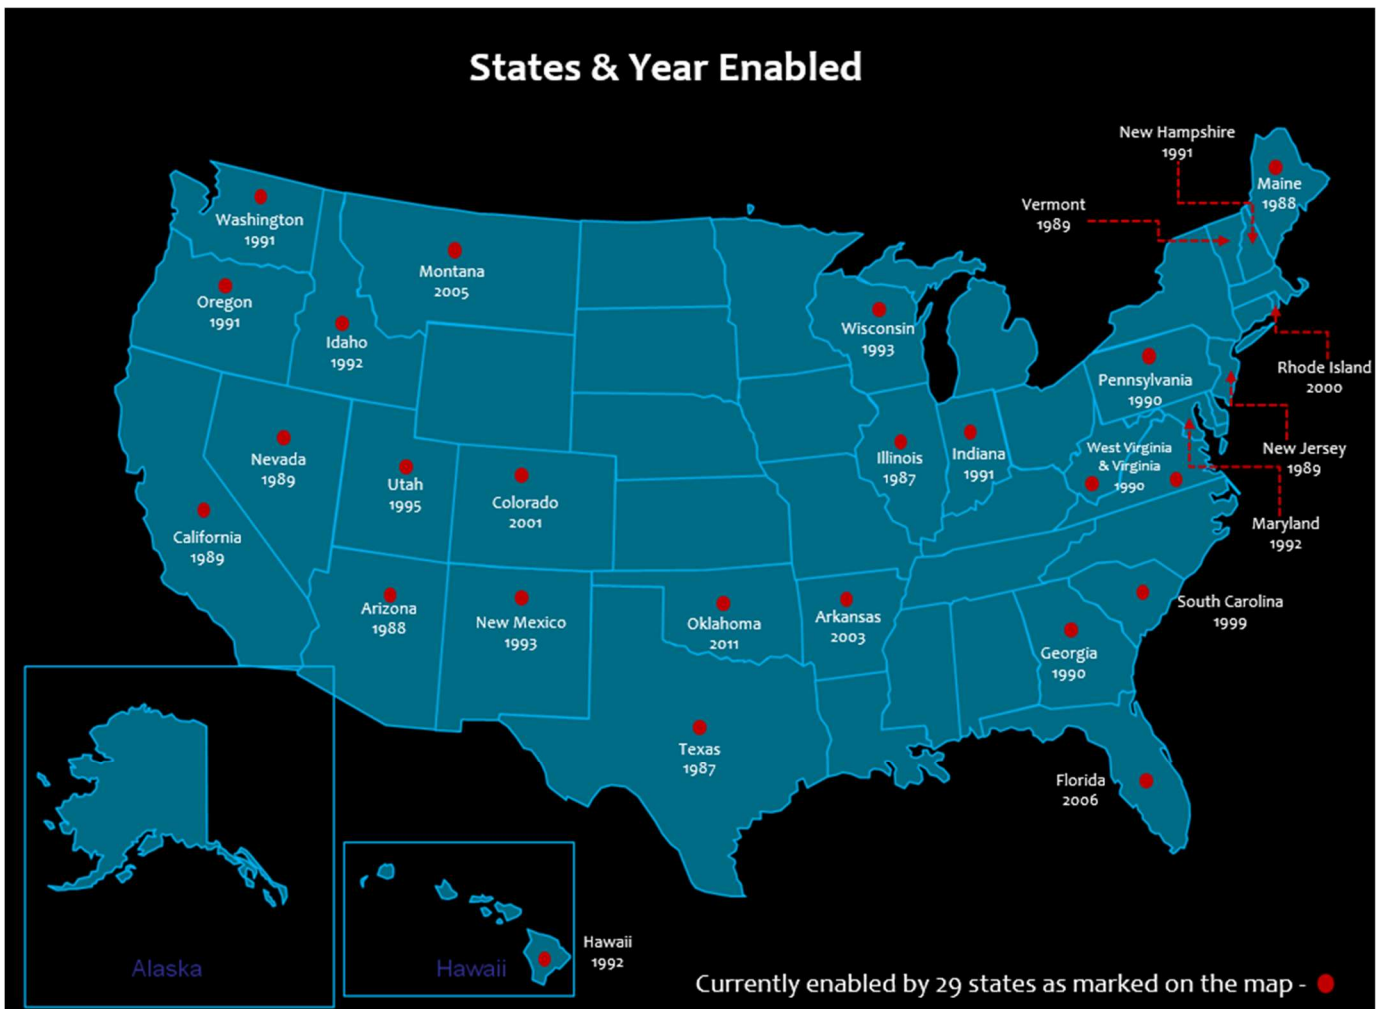 States & Year Enabled
New Hampshire
1991
Maine
1988
Vermont
1989
Washington
1991
Montana
2005
Oregon
1991
Idaho
1992
Wisconsin
1993
Pennsylvania
1990
Rhode Island
2000
Nevada
1989
Utah
1995
Colorado
2001
Illinois
1987
Indiana
1991
West Virginia
& Virginia
1990
New Jersey
1989
California
1989
Maryland
1992
Arizona
1988
New Mexico
1993
Oklahoma
2011
Arkansas
2003
South Carolina
1999
Georgia
1990
Texas
1987
Florida
2006
Hawaii
1992
Alaska
Hawaii
Currently enabled by 29 states as marked on the map -